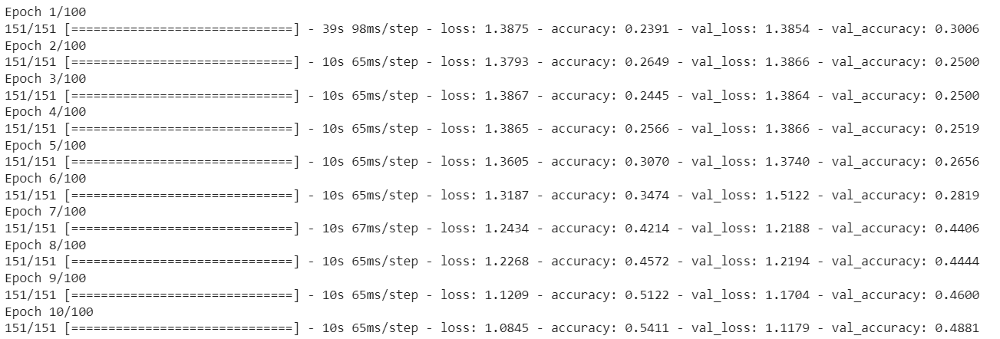 Epoch 1/100
151/151 [==============================] - 39s 98ms/step - loss: 1.3875 - accuracy: 0.2391 - val_loss: 1.3854 - val_accuracy: 0.3006
Epoch 2/100
151/151 [==============================] - 10s 65ms/step - loss: 1.3793 - accuracy: 0.2649 - val_loss: 1.3866 - val_accuracy: 0.2500
Epoch 3/100
151/151 [==============================] - 10s 65ms/step - loss: 1.3867 - accuracy: 0.2445 - val_loss: 1.3864 - val_accuracy: 0.2500
Epoch 4/100
151/151 [==============================] - 10s 65ms/step - loss: 1.3865 - accuracy: 0.2566 - val_loss: 1.3866 - val_accuracy: 0.2519
Epoch 5/100
151/151 [==============================] - 10s 65ms/step - loss: 1.3605 - accuracy: 0.3070 - val_loss: 1.3740 - val_accuracy: 0.2656
Epoch 6/100
151/151 [==============================] - 10s 65ms/step - loss: 1.3187 - accuracy: 0.3474 - val_loss: 1.5122 - val_accuracy: 0.2819
Epoch 7/100
151/151 [==============================] - 10s 67ms/step - loss: 1.2434 - accuracy: 0.4214 - val_loss: 1.2188 - val_accuracy: 0.4406
Epoch 8/100
151/151 [==============================] - 10s 65ms/step - loss: 1.2268 - accuracy: 0.4572 - val_loss: 1.2194 - val_accuracy: 0.4444
Epoch 9/100
151/151 [==============================] - 10s 65ms/step - loss: 1.1209 - accuracy: 0.5122 - val_loss: 1.1704 - val_accuracy: 0.4600
Epoch 10/100
151/151 [==============================] - 10s 65ms/step - loss: 1.0845 - accuracy: 0.5411 - val_loss: 1.1179 - val_accuracy: 0.4881